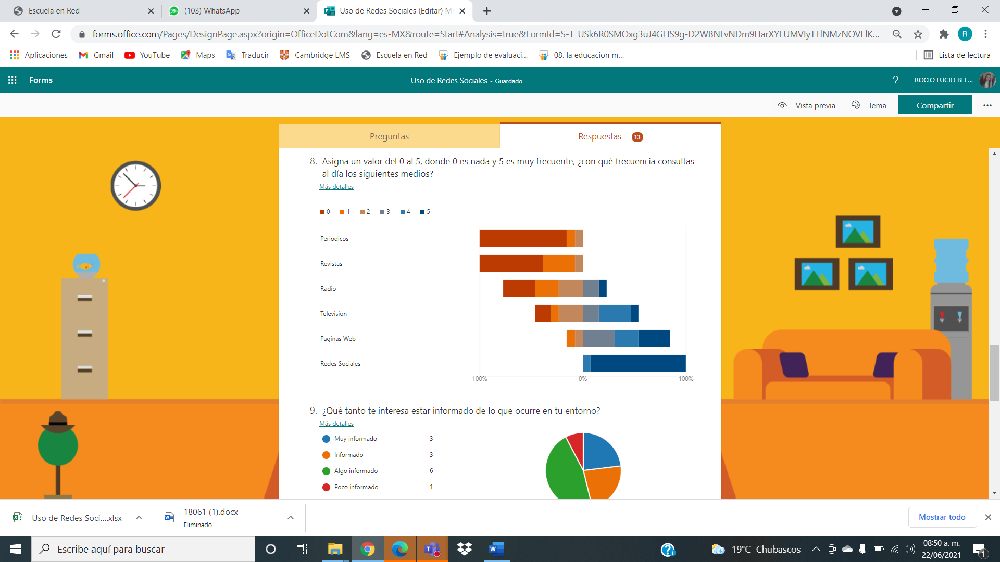 Escuela en Red
99+
(103) WhatsApp
Uso de Redes Sociales (Editar) Mi
forms.office.com/Pages/DesignPage.aspx?origin=OfficeDotCom&lang=es-MX&route=Start#Analysis=true&FormId=S-T_USk6R0SMOxg3uJ4GFIS9g-D2WBNLvNDm9HarXYFUMVIyTTlNMzNOVElK...
R
Aplicaciones
Gmail
YouTube
Maps
Traducir
Cambridge LMS
Escuela en Red
Ejemplo de evaluaci...
08. la educacion m...
Lista de lectura
Forms
Uso de Redes Sociales - Guardado
?
ROCIO LUCIO BEL...
Vista previa
Tema
Compartir
Preguntas
Respuestas 13
8. Asigna un valor del 0 al 5, donde 0 es nada y 5 es muy frecuente, ¿con qué frecuencia consultas
al día los siguientes medios?
Más detalles
0 1 2 3 4 5
Periodicos
Revistas
Radio
Television
Paginas Web
Redes Sociales
100% 0% 100%
9. ¿Qué tanto te interesa estar informado de lo que ocurre en tu entorno?
Más detalles
Muy informado 3
Informado 3
Algo informado 6
Poco informado 1
Uso de Redes Soci....xlsx
18061 (1).docx
Eliminado
Mostrar todo
Escribe aquí para buscar
19°C Chubascos
08:50 a. m.
22/06/2021
1